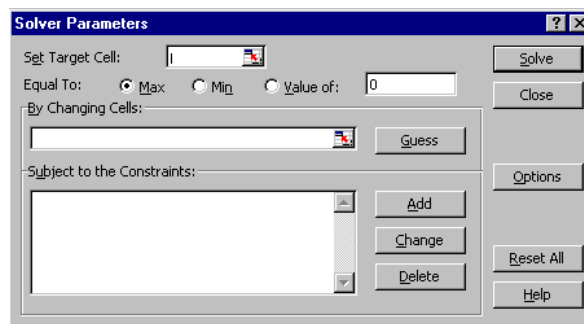 Solver Parameters
Set Target Cell:
Solve
Equal To: Max Min Value of: 0
Close
By Changing Cells:
Guess
Subject to the Constraints:
Options
Add
Change
Reset All
Delete
Help